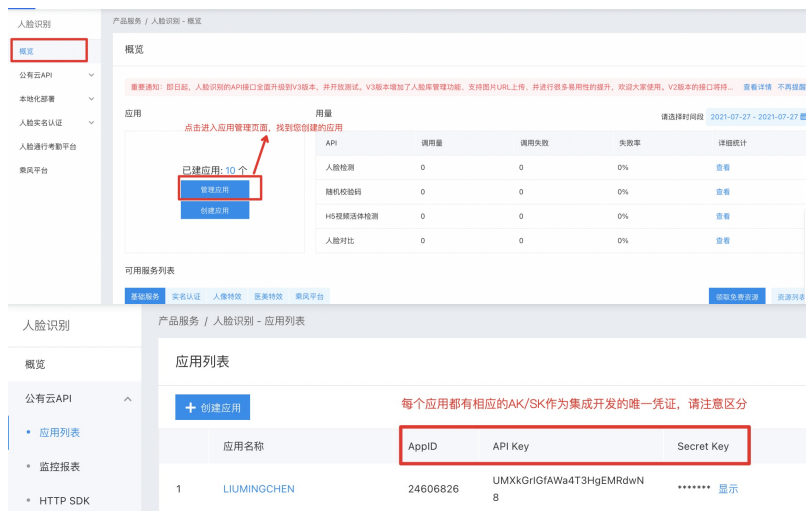 人脸识别
产品服务 / 人脸识别 - 概览
概览
概览
公有云API
本地化部署
人脸实名认证
人脸通行考勤平台
乘风平台
重要通知：即日起，人脸识别的API接口全面升级到V3版本，并开放测试。V3版本增加了人脸库管理功能，支持图片URL上传，并进行很多易用性的提升，欢迎大家使用。V2版本的接口将持... 查看详情 不再提醒
应用
点击进入应用管理页面，找到您创建的应用
已建应用: 10 个
管理应用
创建应用
用量
请选择时间段 2021-07-27 - 2021-07-27
API 调用量 调用失败 失败率 详细统计
人脸检测 0 0 0% 查看
随机校验码 0 0 0% 查看
H5视频活体检测 0 0 0% 查看
人脸对比 0 0 0% 查看
可用服务列表
基础服务 实名认证 人像特效 医美特效 乘风平台
领取免费资源 资源列表
人脸识别
产品服务 / 人脸识别 - 应用列表
概览
公有云API
• 应用列表
• 监控报表
• HTTP SDK
应用列表
+ 创建应用
每个应用都有相应的AK/SK作为集成开发的唯一凭证，请注意区分
应用名称 AppID API Key Secret Key
1 LIUMINGCHEN 24606826 UMXkGrIGfAWa4T3HgEMRdwN
8
******* 显示